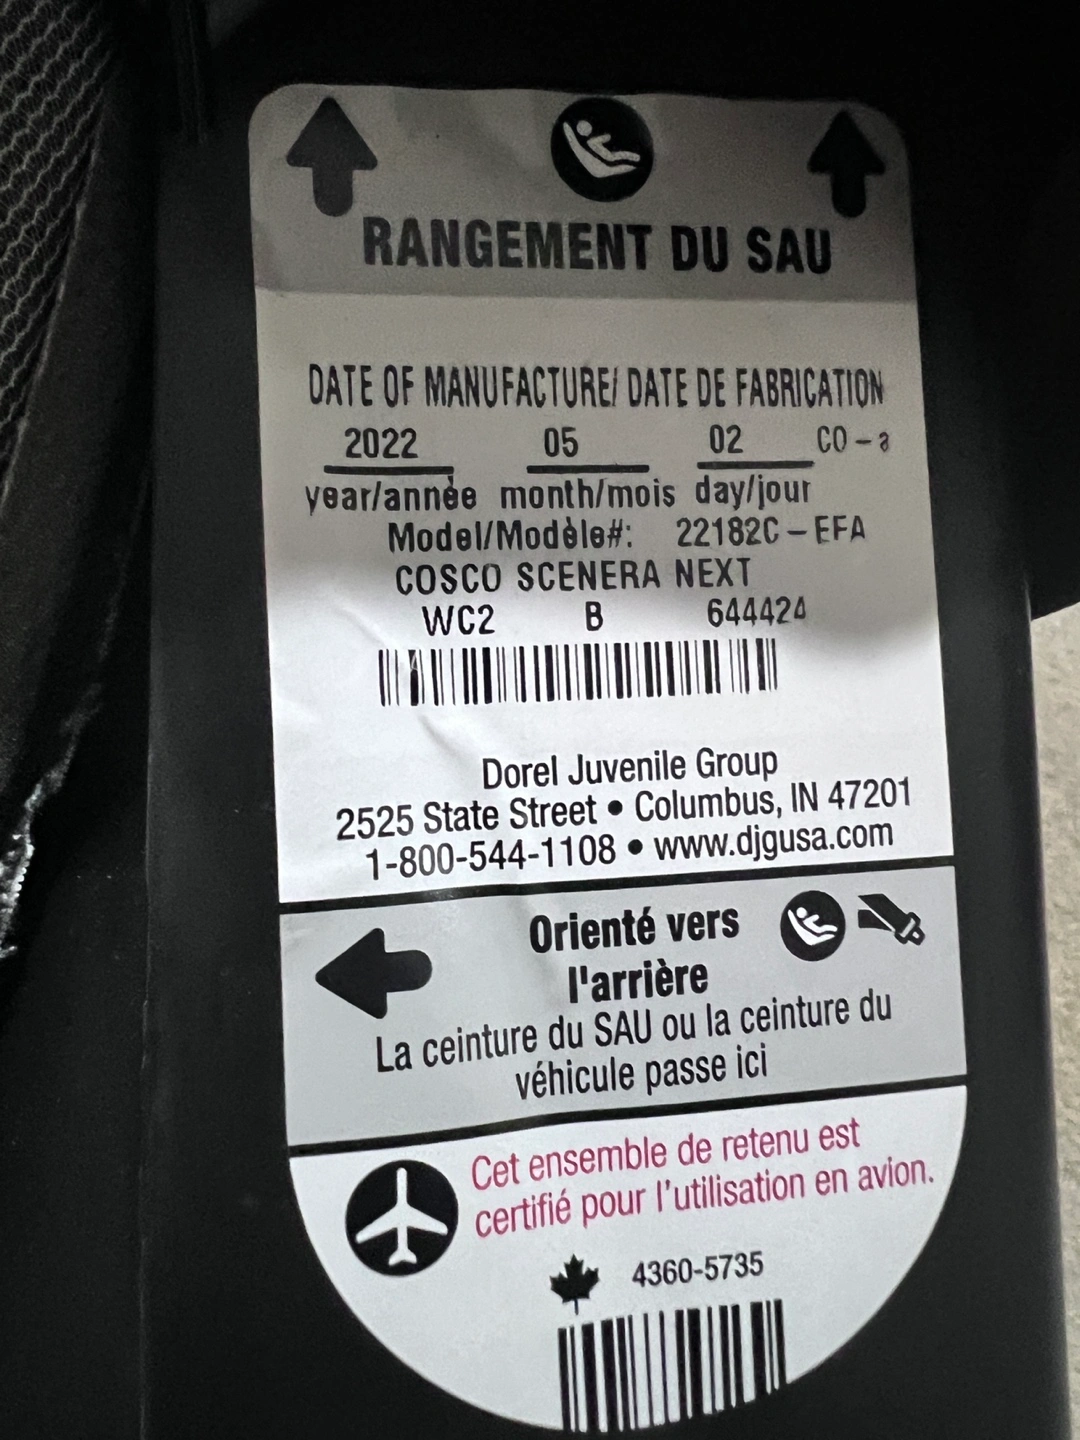 RANGEMENT DU SAU
DATE OF MANUFACTURE/ DATE DE FABRICATION
2022 05 02 CO-a
year/année month/mois day/jour
Model/Modèle#: 22182C-EFA
COSCO SCENERA NEXT
WC2 B 644424
Dorel Juvenile Group
2525 State Street • Columbus, IN 47201
1-800-544-1108 • www.djgusa.com
Orienté vers
l'arrière
La ceinture du SAU ou la ceinture du
véhicule passe ici
Cet ensemble de retenu est
certifié pour l'utilisation en avion.
4360-5735